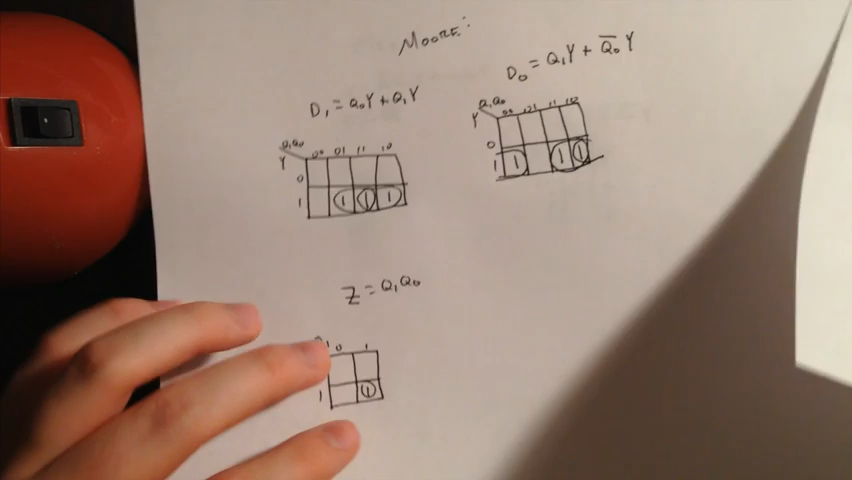 MOORE:
D₁ = Q₀Y + Q₁Y
D₀ = Q₁Y + Q̅₀Y
Q₁Q₀
Y
00 01 11 10
0
1 1 1 1
Q₁Q₀
Y
00 01 11 10
0
1 1 1 1
Z = Q₁Q₀
0 1
1 1